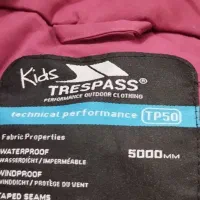 Kids
TRESPASS
PERFORMANCE OUTDOOR CLOTHING
technical performance TP50
Fabric Properties
WATERPROOF 5000MM
WASSERDICHT/IMPERMÉABLE
WINDPROOF
WINDDICHT/PROTÈGE DU VENT
TAPED SEAMS